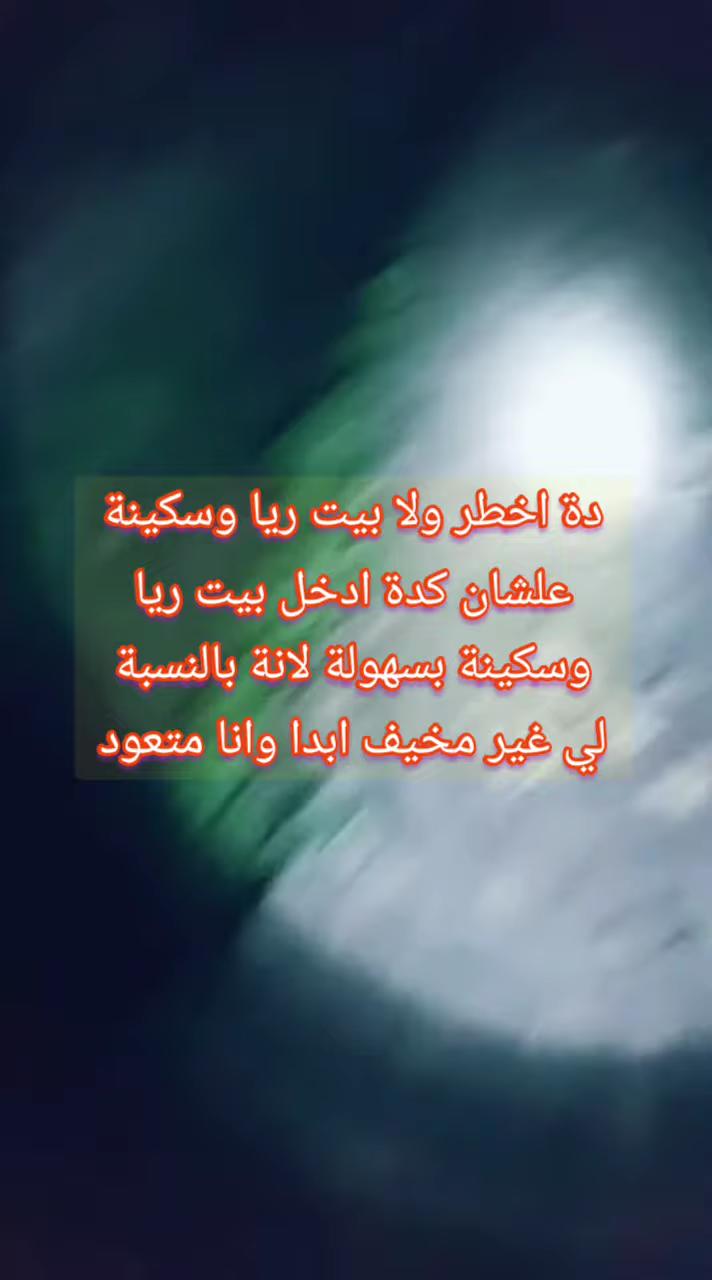 دة اخطر ولا بيت ريا وسكينة
علشان كدة ادخل بيت ريا
وسكينة بسهولة لانة بالنسبة
لي غير مخيف ابدا وانا متعود